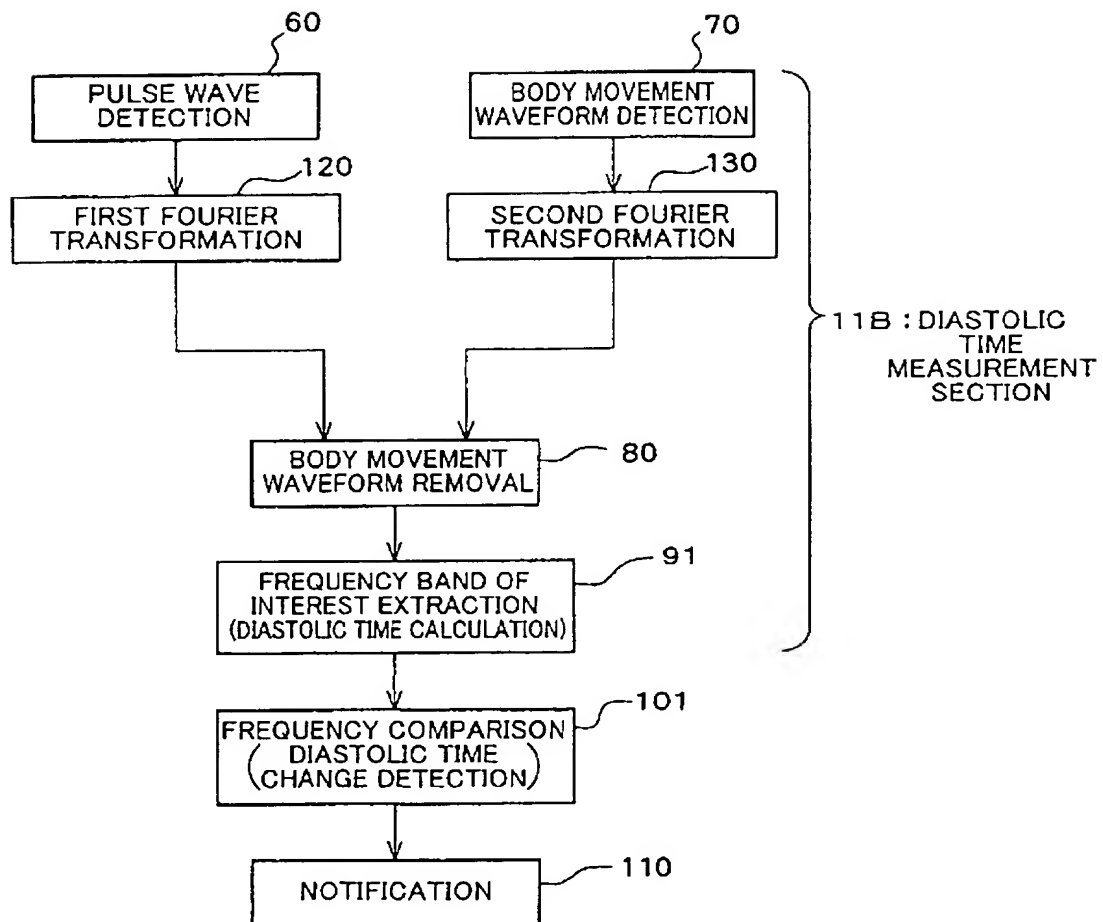 60
PULSE WAVE
DETECTION
70
BODY MOVEMENT
WAVEFORM DETECTION
120
FIRST FOURIER
TRANSFORMATION
130
SECOND FOURIER
TRANSFORMATION
11B : DIASTOLIC
TIME
MEASUREMENT
SECTION
BODY MOVEMENT
WAVEFORM REMOVAL
80
FREQUENCY BAND OF
INTEREST EXTRACTION
(DIASTOLIC TIME CALCULATION)
91
FREQUENCY COMPARISON
(DIASTOLIC TIME
CHANGE DETECTION)
101
NOTIFICATION
110